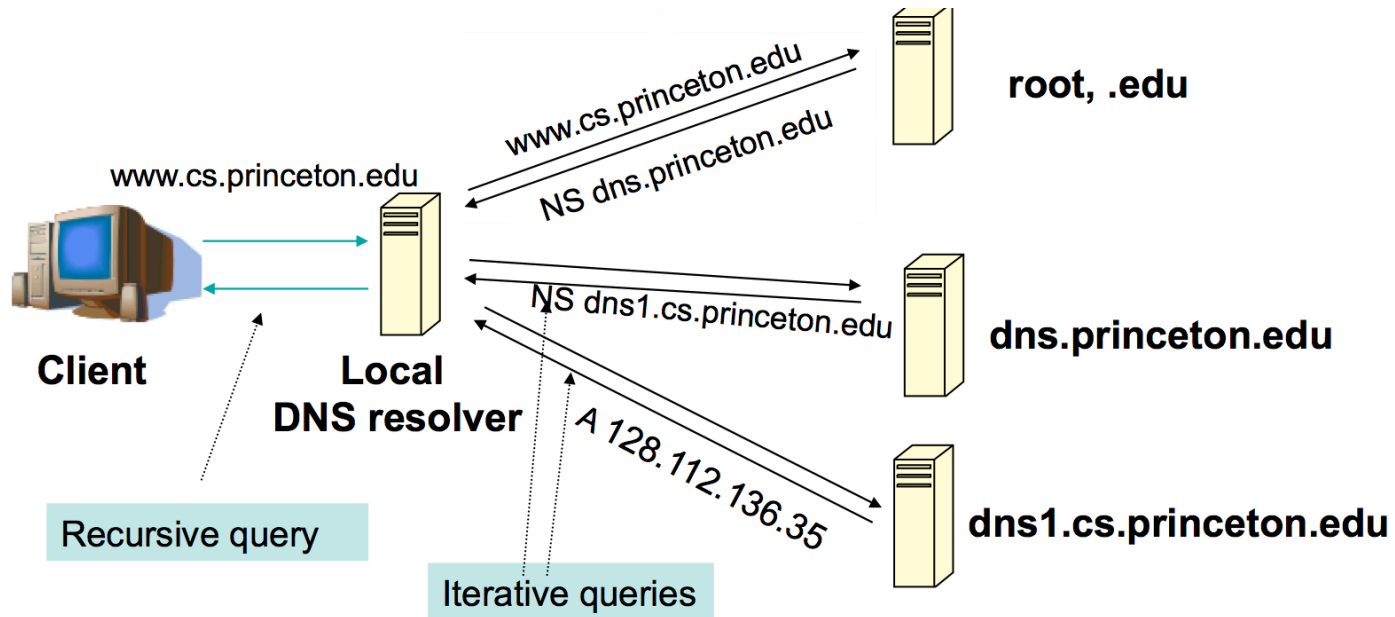 www.cs.princeton.edu
www.cs.princeton.edu
NS dns.princeton.edu
root, .edu
NS dns1.cs.princeton.edu
dns.princeton.edu
Client
Local
DNS resolver
A 128.112.136.35
dns1.cs.princeton.edu
Recursive query
Iterative queries